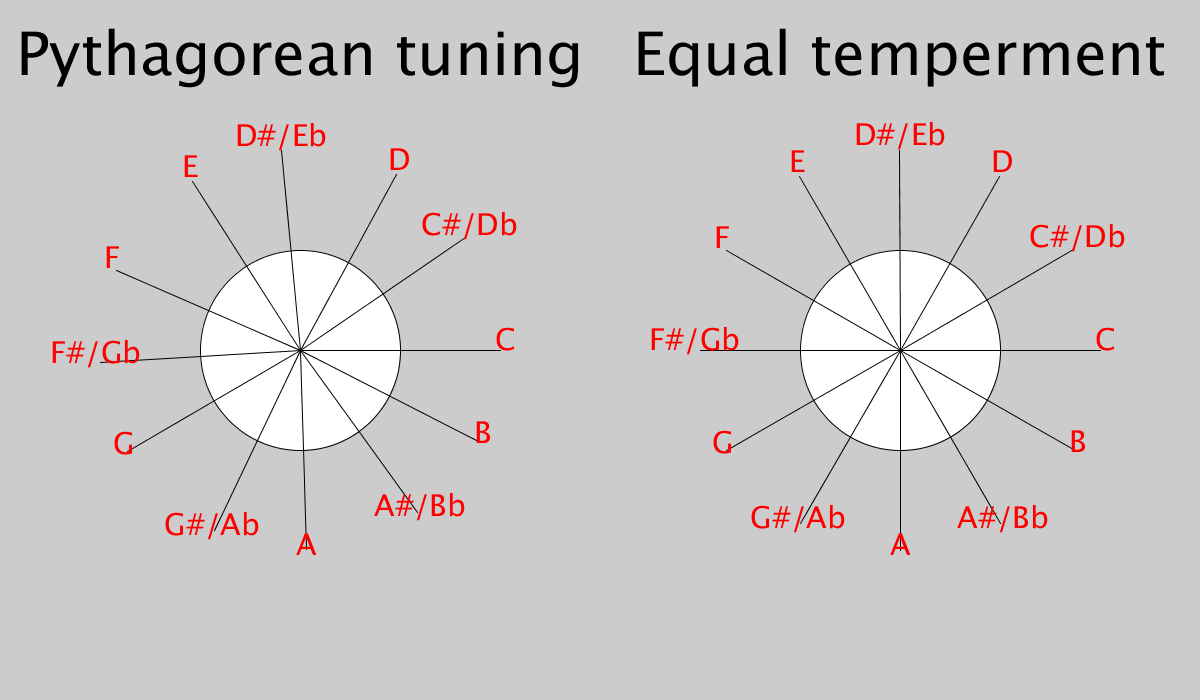 Pythagorean tuning
D#/Eb
E
D
C#/Db
F
C
F#/Gb
B
G
A#/Bb
G#/Ab
A
Equal temperment
D#/Eb
E
D
F
C#/Db
F#/Gb
C
G
B
G#/Ab
A#/Bb
A